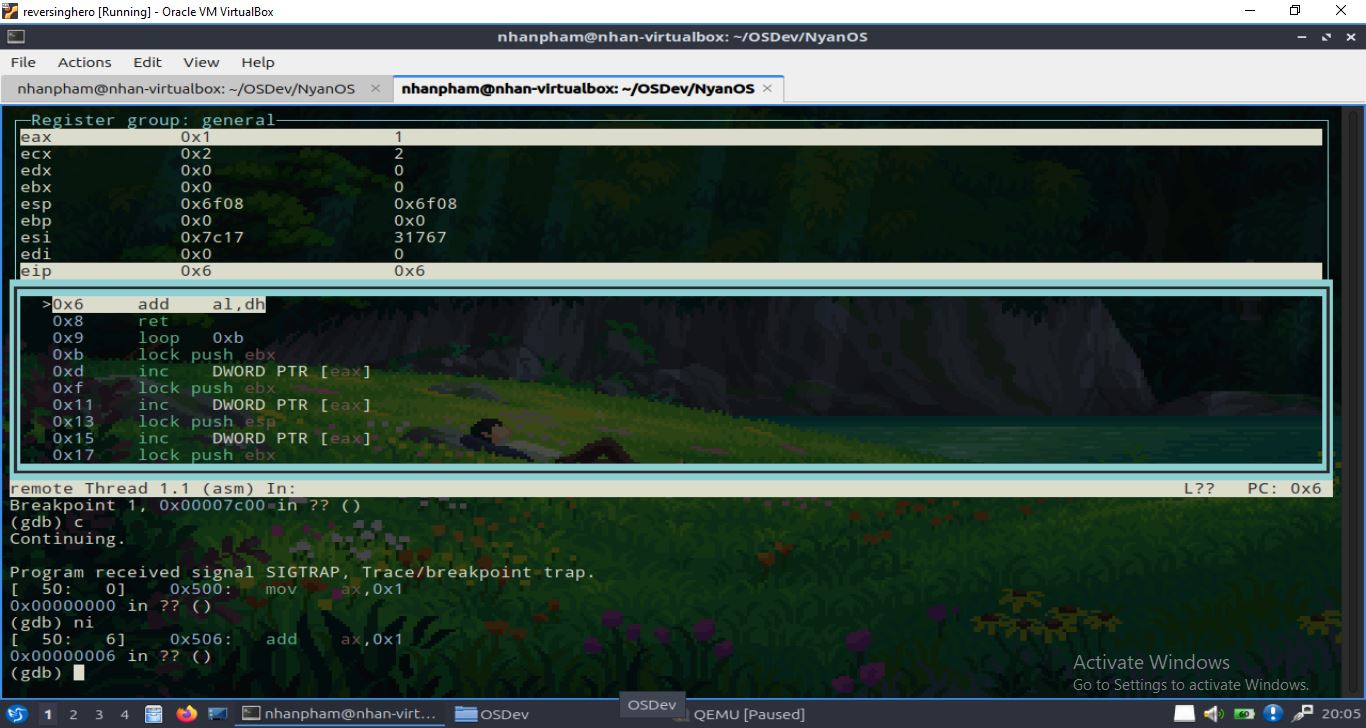 reversinghero [Running] - Oracle VM VirtualBox
nhanpham@nhan-virtualbox: ~/OSDev/NyanOS
File Actions Edit View Help
nhanpham@nhan-virtualbox: ~/OSDev/NyanOS × nhanpham@nhan-virtualbox: ~/OSDev/NyanOS ×
Register group: general
eax 0x1 1
ecx 0x2 2
edx 0x0 0
ebx 0x0 0
esp 0x6f08 0x6f08
ebp 0x0 0x0
esi 0x7c17 31767
edi 0x0 0
eip 0x6 0x6
>0x6 add al,dh
0x8 ret
0x9 loop 0xb
0xb lock push ebx
0xd inc DWORD PTR [eax]
0xf lock push ebx
0x11 inc DWORD PTR [eax]
0x13 lock push esp
0x15 inc DWORD PTR [eax]
0x17 lock push ebx
remote Thread 1.1 (asm) In: L?? PC: 0x6
Breakpoint 1, 0x00007c00 in ?? ()
(gdb) c
Continuing.
Program received signal SIGTRAP, Trace/breakpoint trap.
[ 50: 0] 0x500: mov ax,0x1
0x00000000 in ?? ()
(gdb) ni
[ 50: 6] 0x506: add ax,0x1
0x00000006 in ?? ()
(gdb)
Activate Windows
Go to Settings to activate Windows.
OSDev
1 2 3 4 nhanpham@nhan-virt... OSDev QEMU [Paused] 60 20:05